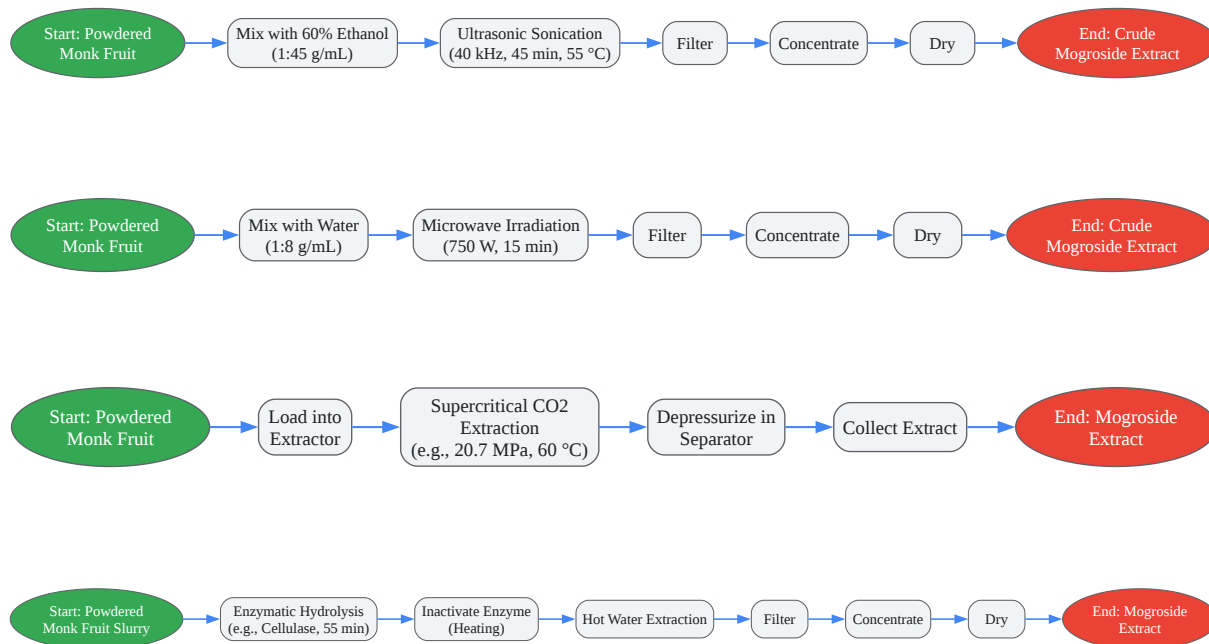 Start: Powdered
Monk Fruit
Mix with 60% Ethanol
(1:45 g/mL)
Ultrasonic Sonication
(40 kHz, 45 min, 55 °C)
Filter
Concentrate
Dry
End: Crude
Mogroside Extract
Start: Powdered
Monk Fruit
Mix with Water
(1:8 g/mL)
Microwave Irradiation
(750 W, 15 min)
Filter
Concentrate
Dry
End: Crude
Mogroside Extract
Start: Powdered
Monk Fruit
Load into
Extractor
Supercritical CO2
Extraction
(e.g., 20.7 MPa, 60 °C)
Depressurize in
Separator
Collect Extract
End: Mogroside
Extract
Start: Powdered
Monk Fruit Slurry
Enzymatic Hydrolysis
(e.g., Cellulase, 55 min)
Inactivate Enzyme
(Heating)
Hot Water Extraction
Filter
Concentrate
Dry
End: Mogroside
Extract